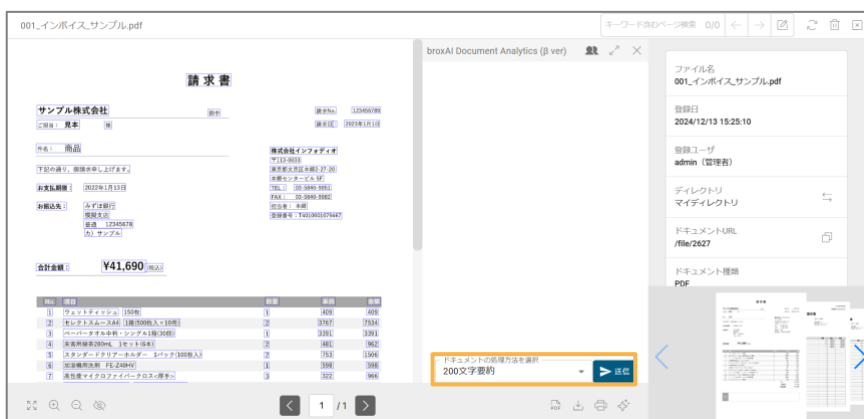 001_インボイス_サンプル.pdf
キーワード含むページ検索 0/0
請求書
サンプル株式会社 御中
ご担当： 見本 様
請求No. 123456789
請求日 2023年1月1日
件名： 商品
下記の通り、御請求申し上げます。
お支払期限： 2022年1月13日
お振込先： みずほ銀行
模擬支店
普通 12345678
カ）サンプル
株式会社インフォディオ
〒113-0033
東京都文京区本郷2-27-20
本郷センタービル 5F
TEL： 03-5840-9051
FAX： 03-5840-9082
担当者： 本郷
登録番号：T4010001079467
合計金額： ¥41,690 (税込)
No. 項目 数量 単価 金額
1 ウェットティッシュ 150枚 1 409 409
2 セレクトスムースA4 1箱(500枚入×10冊) 2 3767 7534
3 ペーパータオル中判・シングル1箱(30冊) 1 3391 3391
4 来客用緑茶280mL 1セット(6本) 2 481 962
5 スタンダードクリアーホルダー 1パック(100枚入) 2 753 1506
6 加湿機用洗剤 FE-Z40HV 1 598 598
7 高性能マイクロファイバークロス<厚手> 3 322 966
1 /1
broxAI Document Analytics (β ver)
ドキュメントの処理方法を選択
200文字要約
送信
ファイル名
001_インボイス_サンプル.pdf
登録日
2024/12/13 15:25:10
登録ユーザ
admin（管理者）
ディレクトリ
マイディレクトリ
ドキュメントURL
/file/2627
ドキュメント種類
PDF